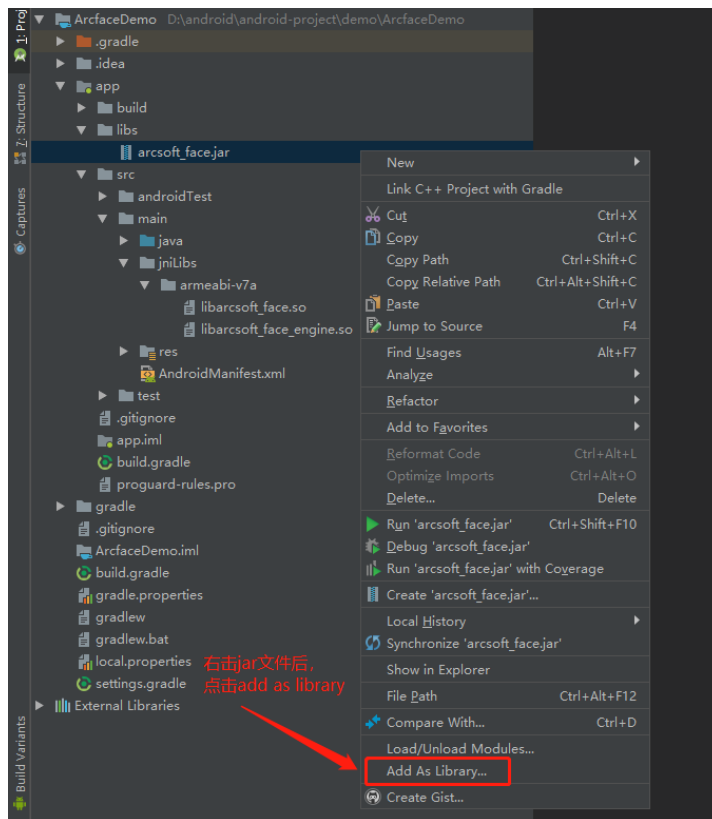 1: Proj
7: Structure
Captures
Build Variants
ArcfaceDemo D:\android\android-project\demo\ArcfaceDemo
.gradle
.idea
app
build
libs
arcsoft_face.jar
src
androidTest
main
java
jniLibs
armeabi-v7a
libarcsoft_face.so
libarcsoft_face_engine.so
res
AndroidManifest.xml
test
.gitignore
app.iml
build.gradle
proguard-rules.pro
gradle
.gitignore
ArcfaceDemo.iml
build.gradle
gradle.properties
gradlew
gradlew.bat
local.properties
settings.gradle
External Libraries
右击jar文件后，
点击add as library
New
Link C++ Project with Gradle
Cut Ctrl+X
Copy Ctrl+C
Copy Path Ctrl+Shift+C
Copy Relative Path Ctrl+Alt+Shift+C
Paste Ctrl+V
Jump to Source F4
Find Usages Alt+F7
Analyze
Refactor
Add to Favorites
Reformat Code Ctrl+Alt+L
Optimize Imports Ctrl+Alt+O
Delete... Delete
Run 'arcsoft_face.jar' Ctrl+Shift+F10
Debug 'arcsoft_face.jar'
Run 'arcsoft_face.jar' with Coverage
Create 'arcsoft_face.jar'...
Local History
Synchronize 'arcsoft_face.jar'
Show in Explorer
File Path Ctrl+Alt+F12
Compare With... Ctrl+D
Load/Unload Modules...
Add As Library...
Create Gist...